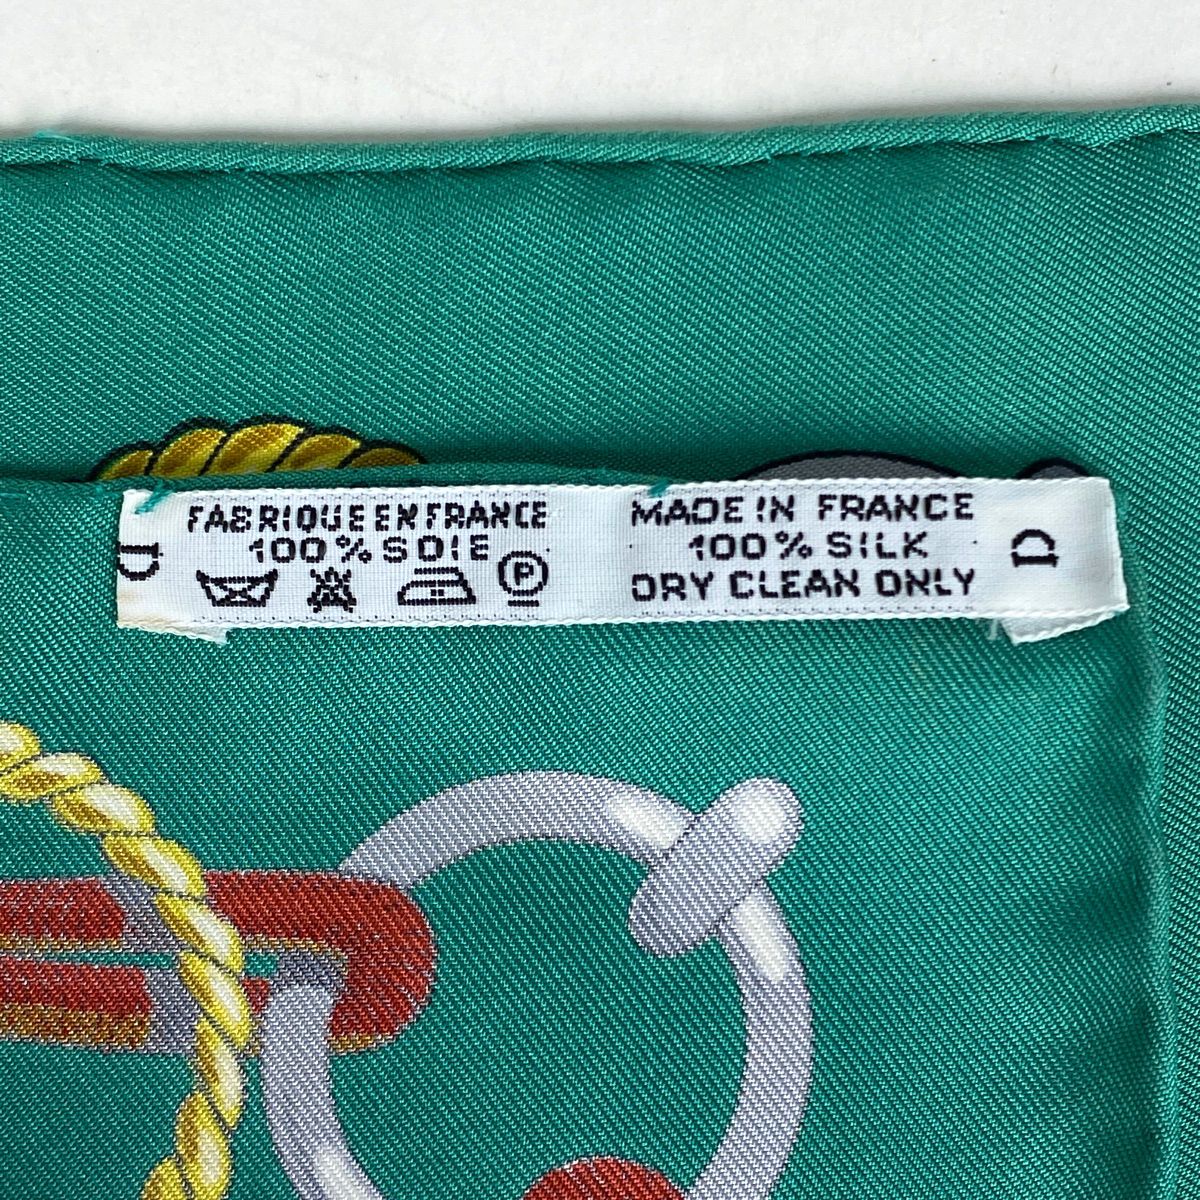 FABRIQUE EN FRANCE
100% SOIE
P
D
MADE IN FRANCE
100% SILK
DRY CLEAN ONLY
D